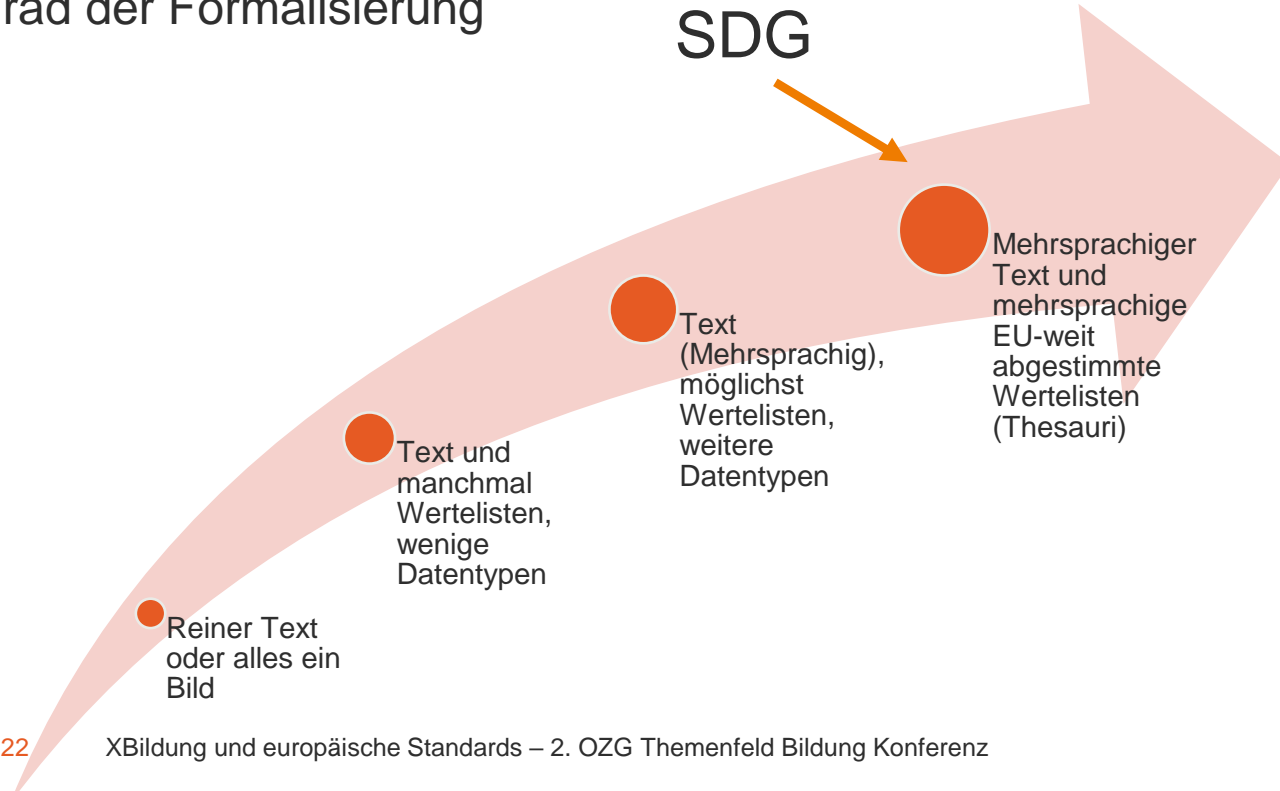 rad der Formalisierung
SDG
Mehrsprachiger
Text und
mehrsprachige
EU-weit
abgestimmte
Wertelisten
(Thesauri)
Text
(Mehrsprachig),
möglichst
Wertelisten,
weitere
Datentypen
Text und
manchmal
Wertelisten,
wenige
Datentypen
Reiner Text
oder alles ein
Bild
22 XBildung und europäische Standards – 2. OZG Themenfeld Bildung Konferenz